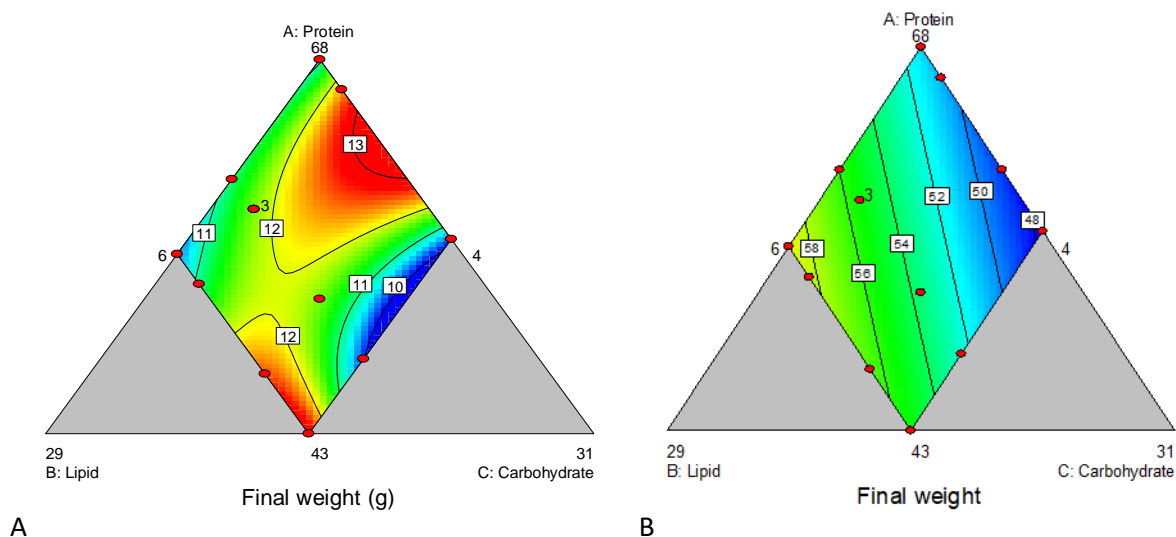 A: Protein
68
13
3
12
11
6
4
11
10
12
29
43
31
B: Lipid
C: Carbohydrate
Final weight (g)
A
A: Protein
68
3
52
50
48
6
58
54
56
4
29
43
31
B: Lipid
C: Carbohydrate
Final weight
B